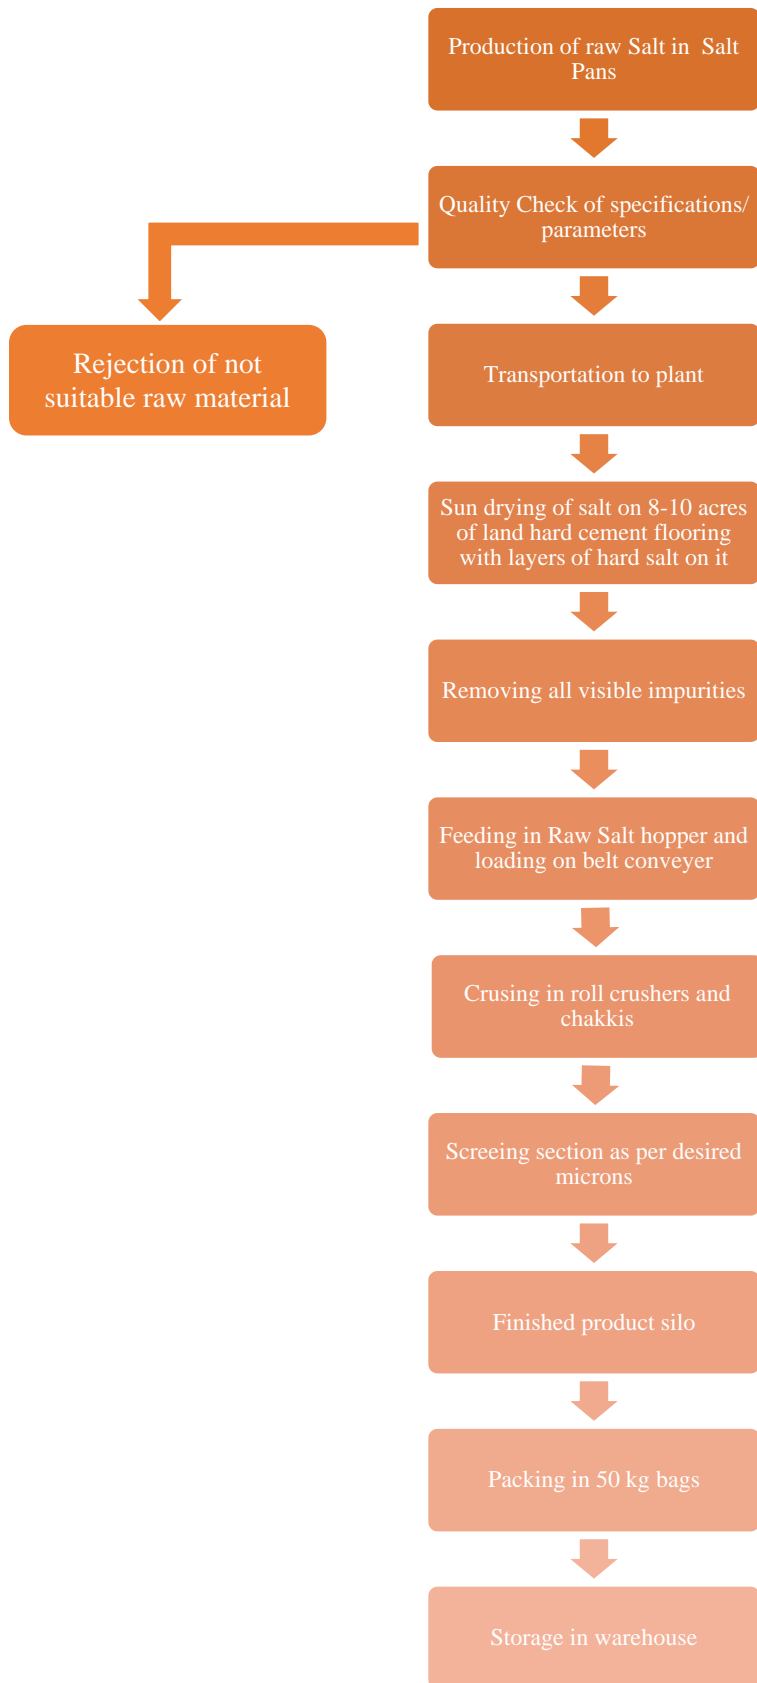 Production of raw Salt in  Salt
Pans
Quality Check of specifications/
parameters
Rejection of not
suitable raw material
Transportation to plant
Sun drying of salt on 8-10 acres
of land hard cement flooring
with layers of hard salt on it
Removing all visible impurities
Feeding in Raw Salt hopper and
loading on belt conveyer
Crusing in roll crushers and
chakkis
Screeing section as per desired
microns
Finished product silo
Packing in 50 kg bags
Storage in warehouse